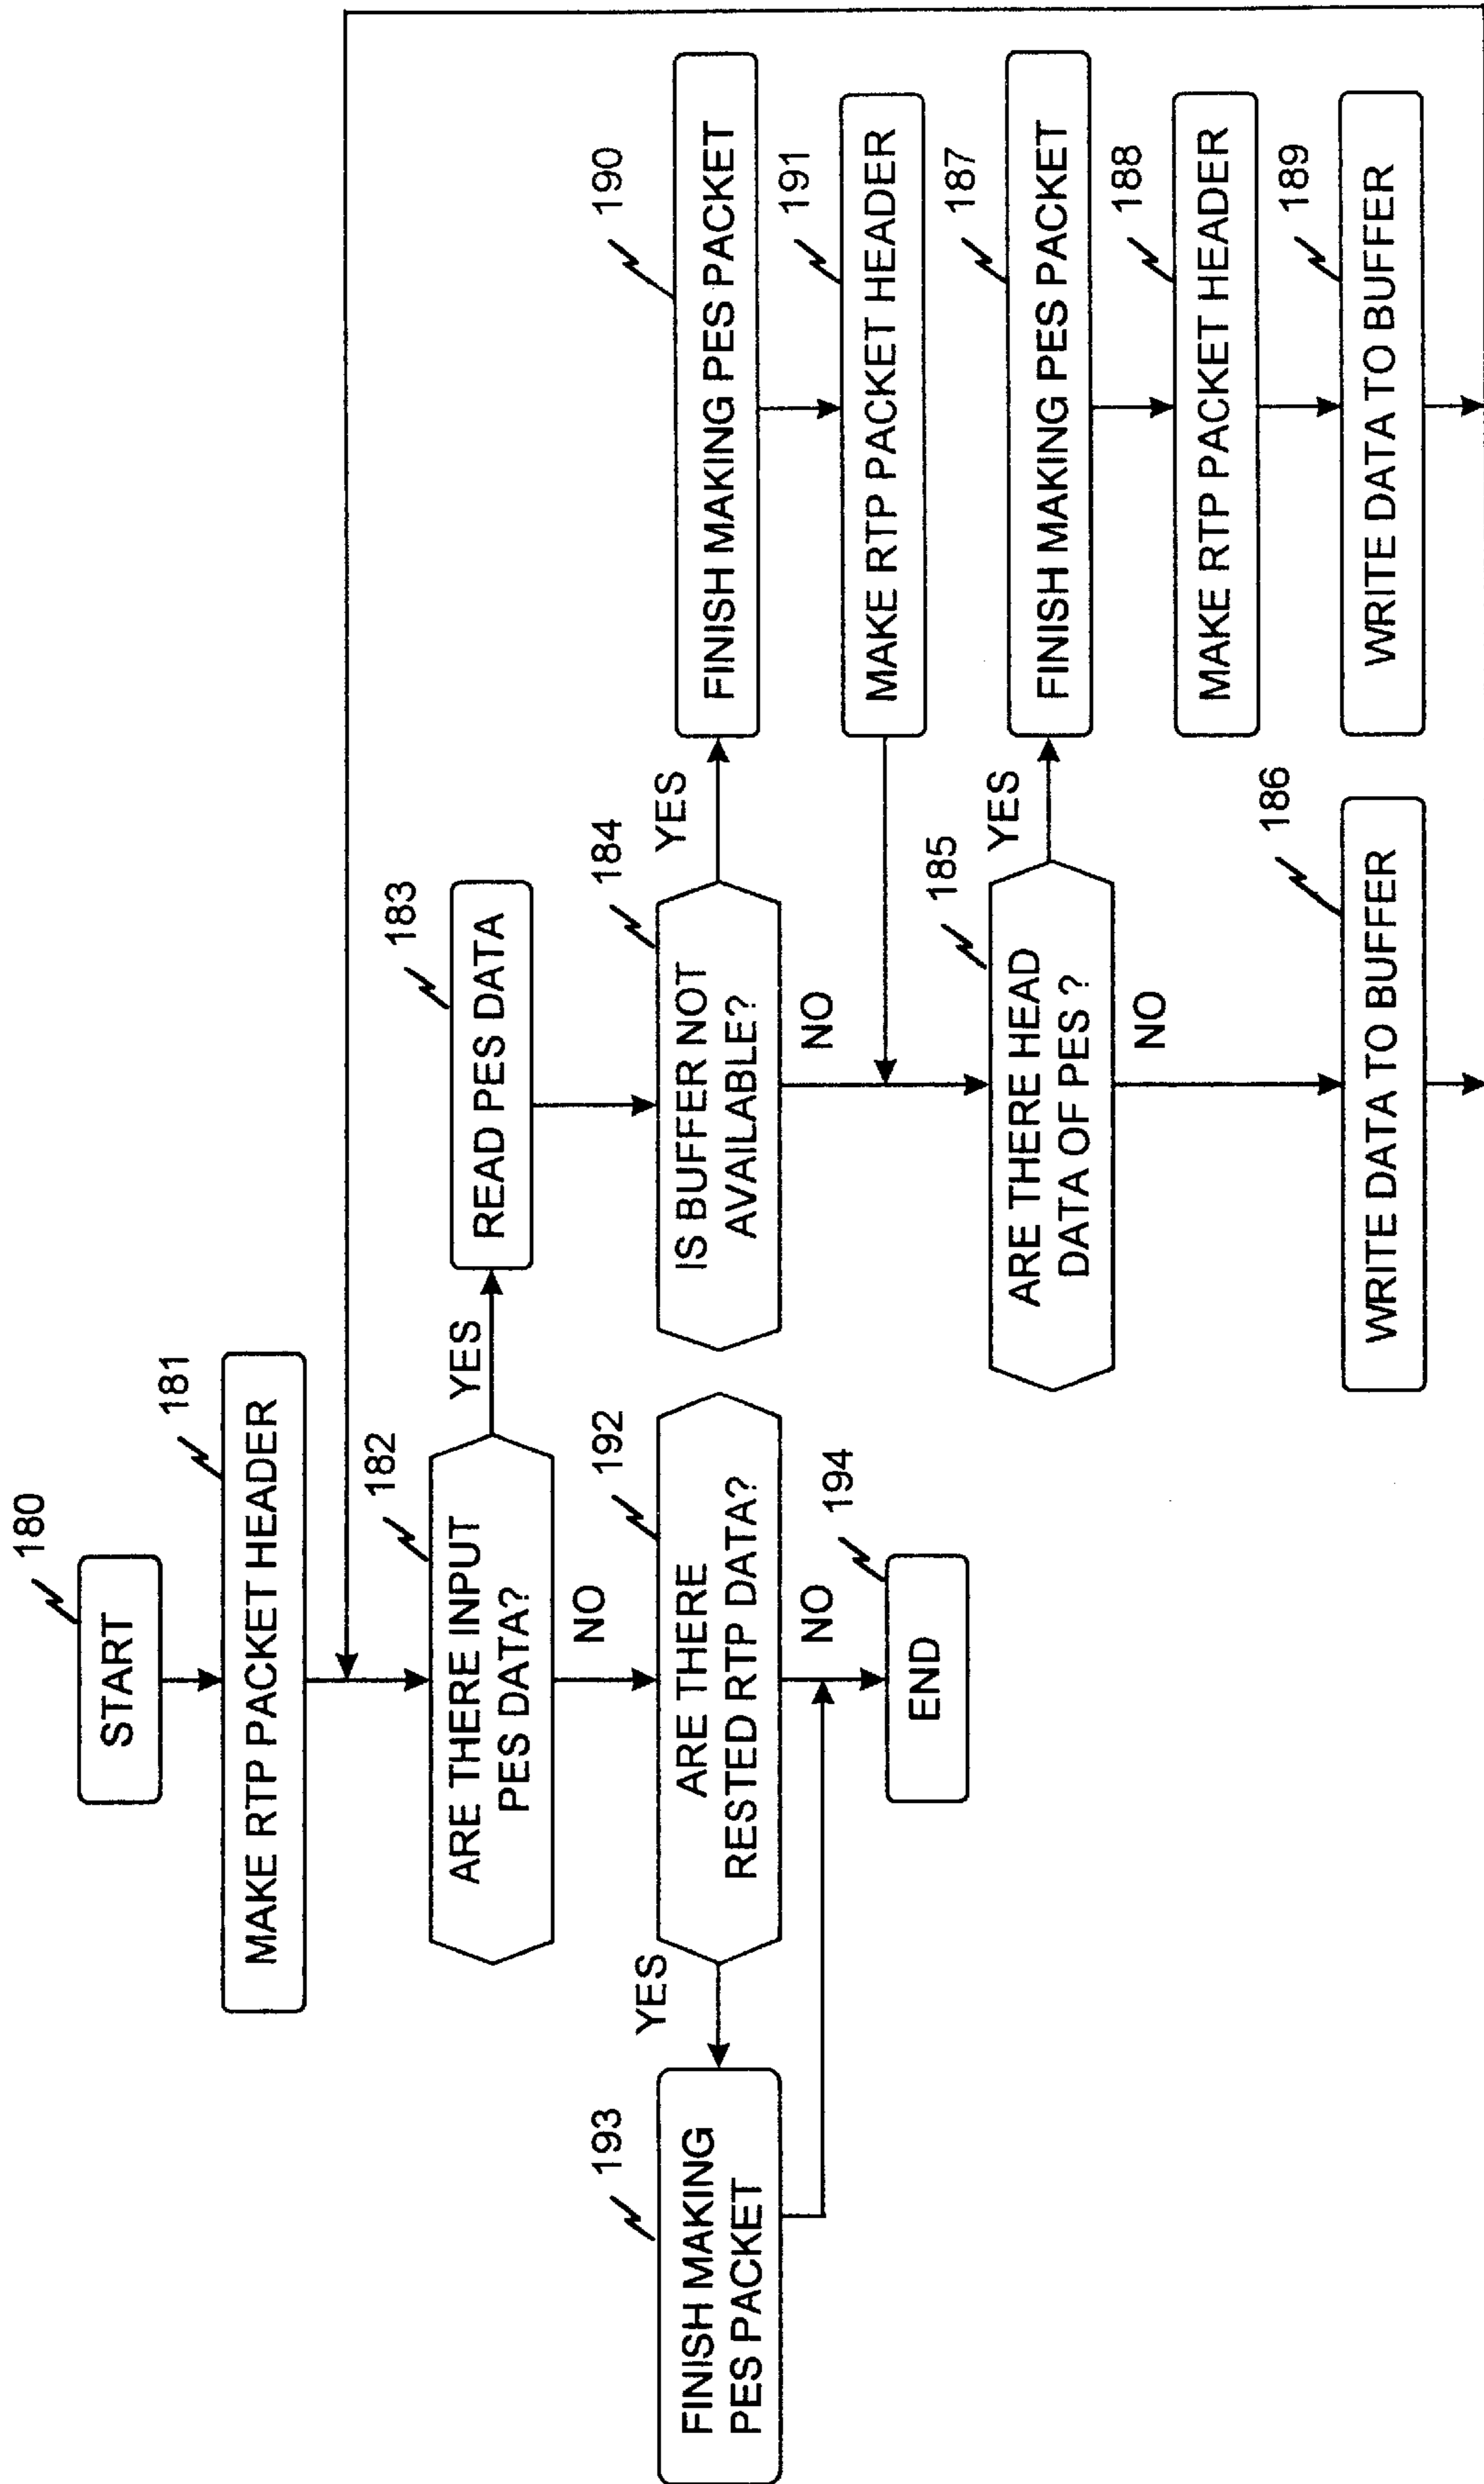 180
START
181
MAKE RTP PACKET HEADER
182
ARE THERE INPUT
PES DATA?
YES
NO
183
READ PES DATA
184
IS BUFFER NOT
AVAILABLE?
YES
NO
190
FINISH MAKING PES PACKET
191
MAKE RTP PACKET HEADER
185
ARE THERE HEAD
DATA OF PES ?
YES
NO
187
FINISH MAKING PES PACKET
188
MAKE RTP PACKET HEADER
189
WRITE DATA TO BUFFER
186
WRITE DATA TO BUFFER
192
ARE THERE
RESTED RTP DATA?
YES
NO
193
FINISH MAKING
PES PACKET
194
END